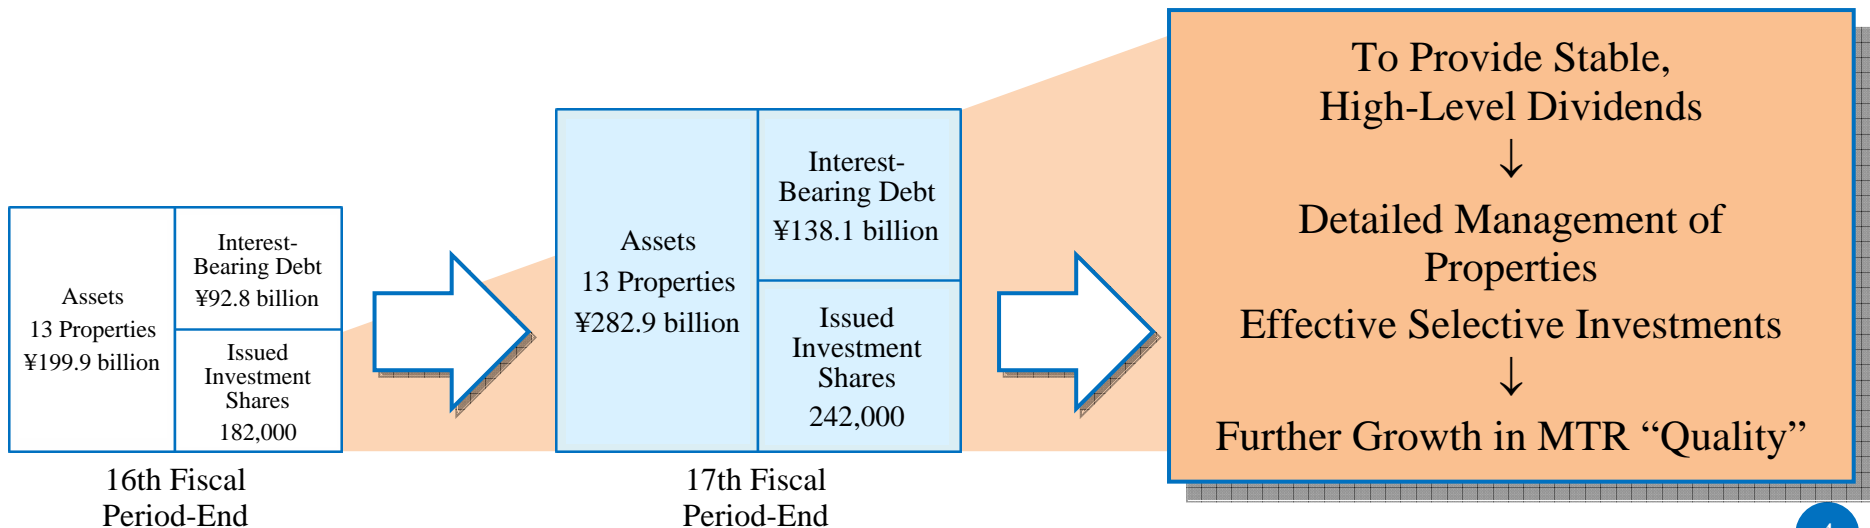 Assets
13 Properties
¥199.9 billion
Interest-
Bearing Debt
¥92.8 billion
Issued
Investment
Shares
182,000
16th Fiscal
Period-End
Assets
13 Properties
¥282.9 billion
Interest-
Bearing Debt
¥138.1 billion
Issued
Investment
Shares
242,000
17th Fiscal
Period-End
To Provide Stable,
High-Level Dividends
↓
Detailed Management of
Properties
Effective Selective Investments
↓
Further Growth in MTR “Quality”